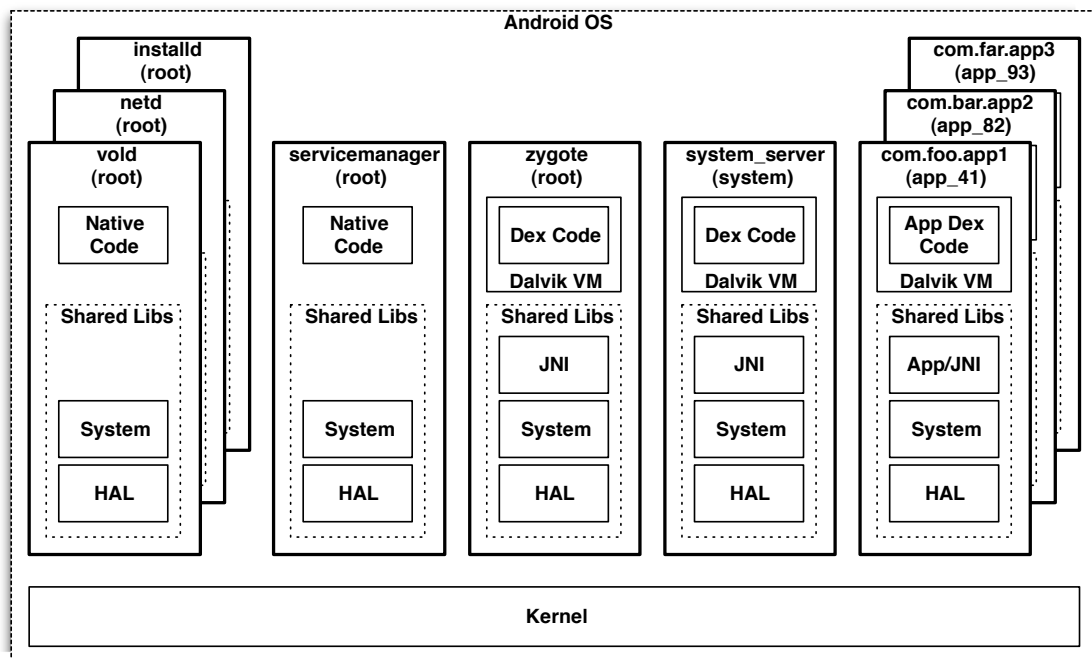 Android OS
installd
(root)
netd
(root)
vold
(root)
Native
Code
Shared Libs
System
HAL
servicemanager
(root)
Native
Code
Shared Libs
System
HAL
zygote
(root)
Dex Code
Dalvik VM
Shared Libs
JNI
System
HAL
system_server
(system)
Dex Code
Dalvik VM
Shared Libs
JNI
System
HAL
com.far.app3
(app_93)
com.bar.app2
(app_82)
com.foo.app1
(app_41)
App Dex
Code
Dalvik VM
Shared Libs
App/JNI
System
HAL
Kernel